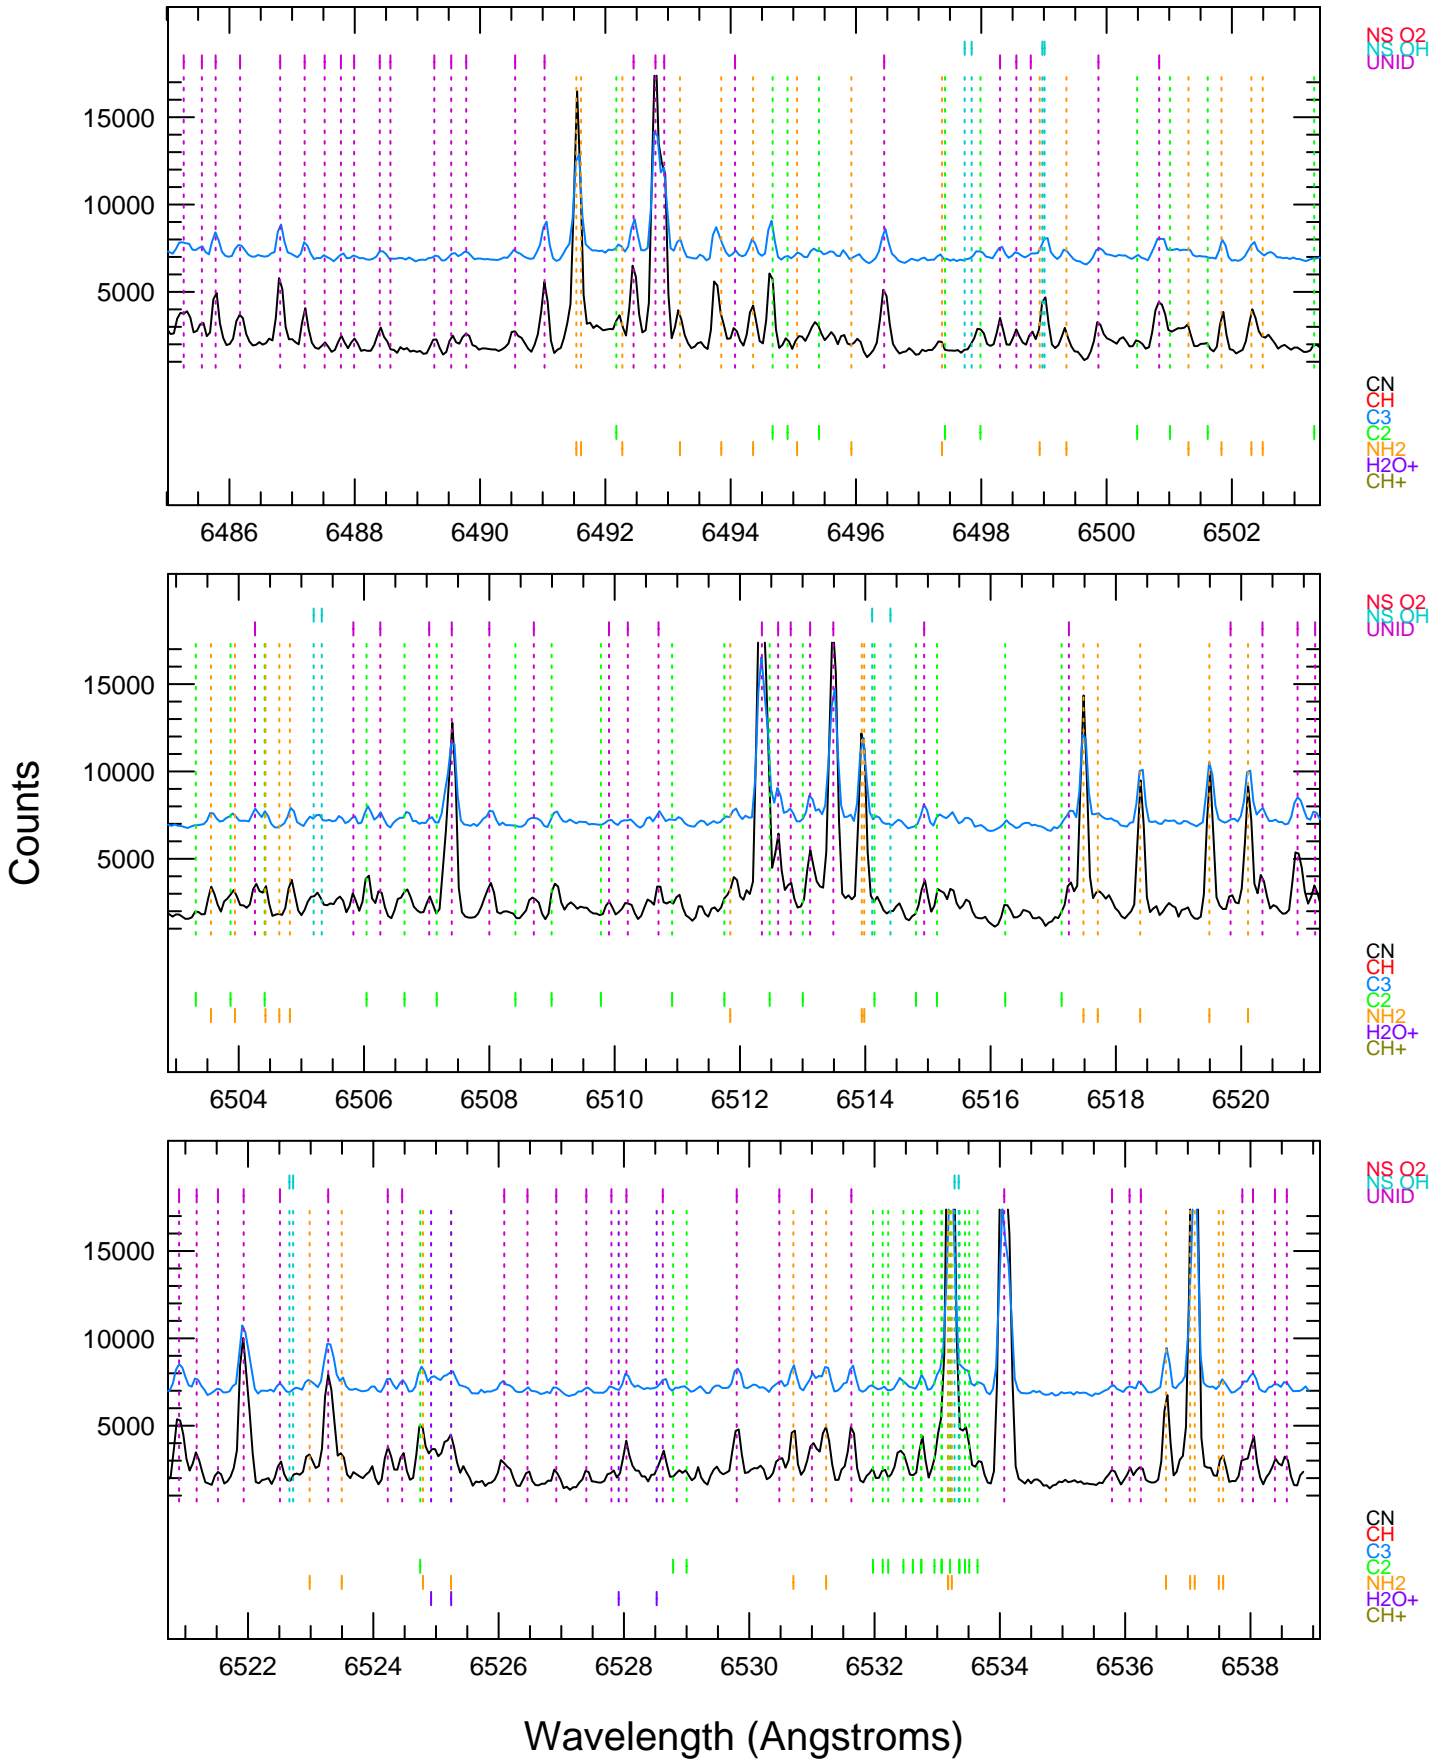 NS O2
NS OH
UNID
15000
10000
5000
CN
CH
C3
C2
NH2
H2O+
CH+
6486 6488 6490 6492 6494 6496 6498 6500 6502
NS O2
NS OH
UNID
15000
10000
5000
Counts
CN
CH
C3
C2
NH2
H2O+
CH+
6504 6506 6508 6510 6512 6514 6516 6518 6520
NS O2
NS OH
UNID
15000
10000
5000
CN
CH
C3
C2
NH2
H2O+
CH+
6522 6524 6526 6528 6530 6532 6534 6536 6538
Wavelength (Angstroms)